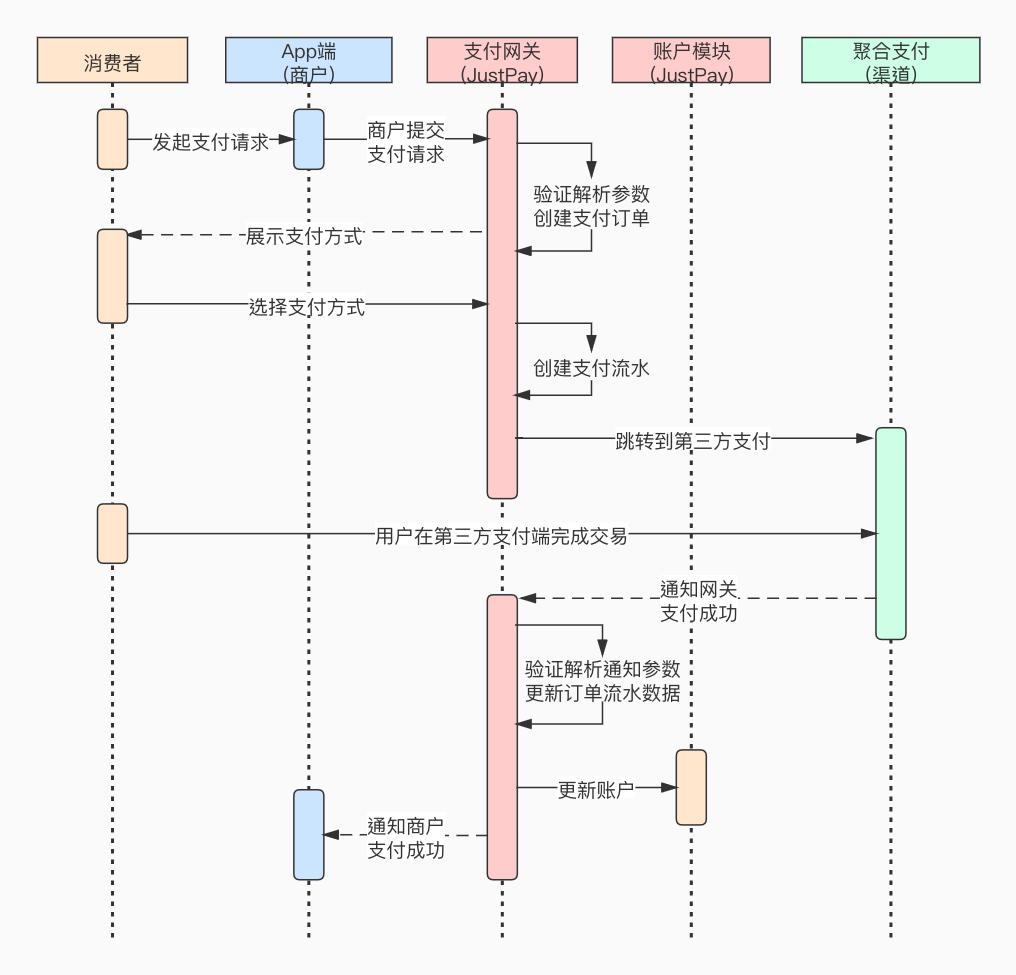 消费者
App端
（商户）
支付网关
（JustPay）
账户模块
（JustPay）
聚合支付
（渠道）
发起支付请求
商户提交
支付请求
验证解析参数
创建支付订单
展示支付方式
选择支付方式
创建支付流水
跳转到第三方支付
用户在第三方支付端完成交易
通知网关
支付成功
验证解析通知参数
更新订单流水数据
更新账户
通知商户
支付成功